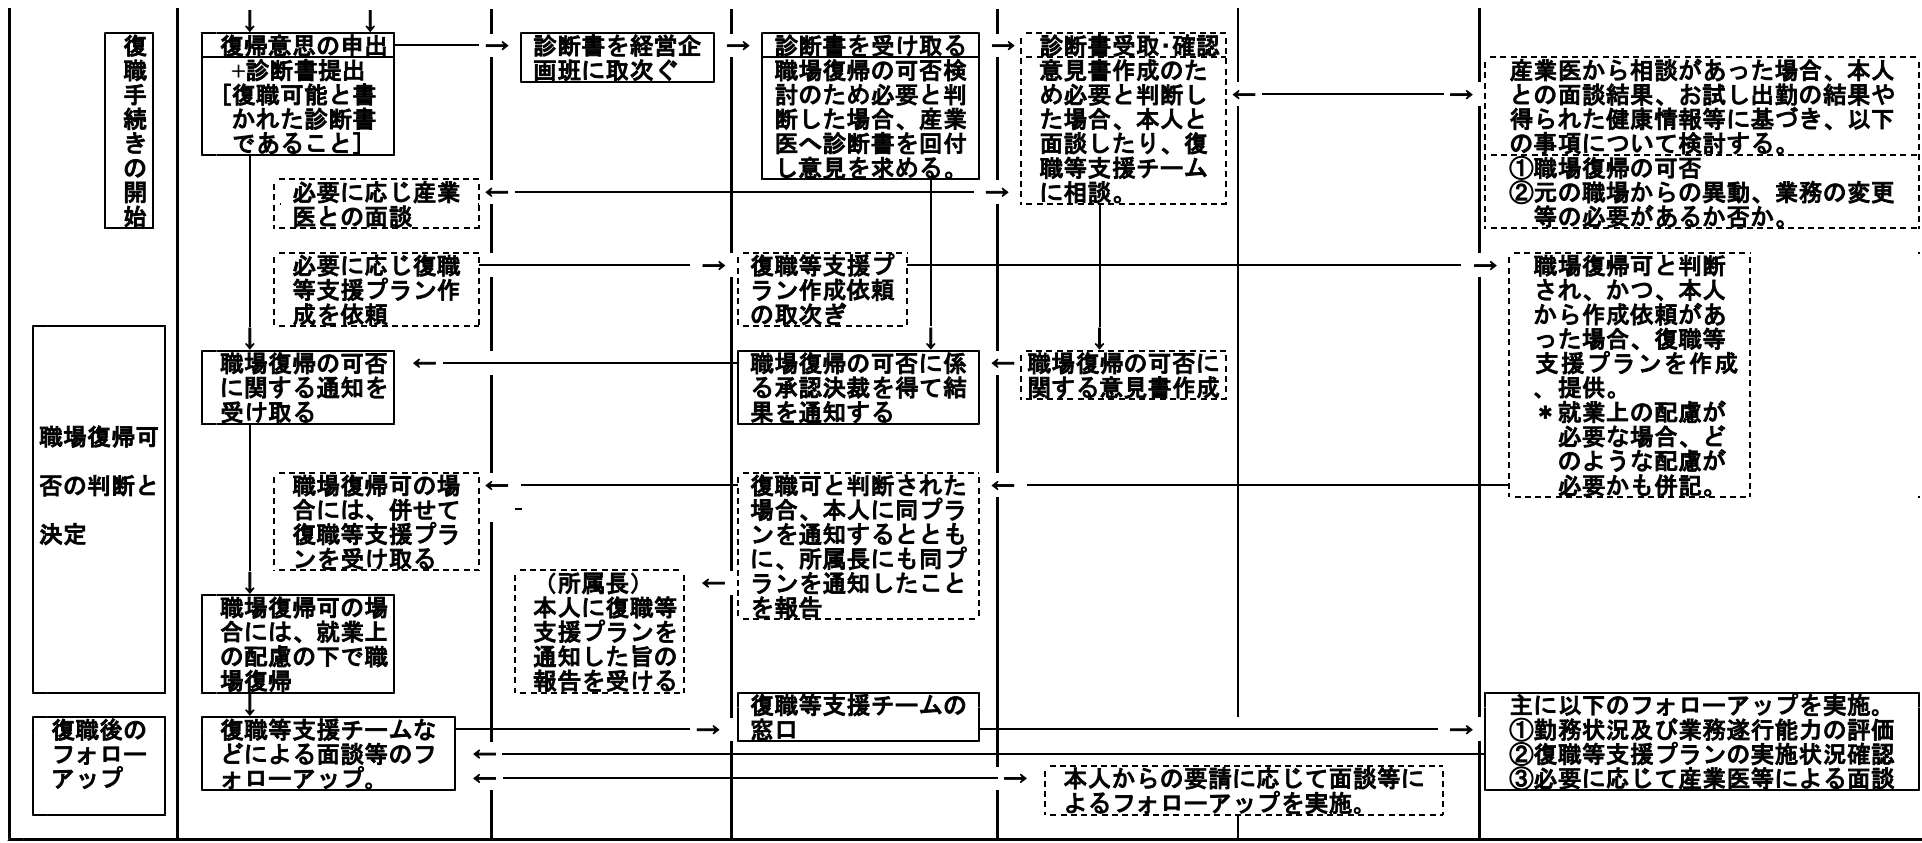 復
職
手
続
き
の
開
始
復帰意思の申出
+診断書提出
[復職可能と書
かれた診断書
であること]
診断書を経営企
画班に取次ぐ
診断書を受け取る
職場復帰の可否検
討のため必要と判
断した場合、産業
医へ診断書を回付
し意見を求める。
診断書受取・確認
意見書作成のた
め必要と判断し
た場合、本人と
面談したり、復
職等支援チーム
に相談。
産業医から相談があった場合、本人
との面談結果、お試し出勤の結果や
得られた健康情報等に基づき、以下
の事項について検討する。
①職場復帰の可否
②元の職場からの異動、業務の変更
等の必要があるか否か。
必要に応じ産業
医との面談
必要に応じ復職
等支援プラン作
成を依頼
復職等支援プ
ラン作成依頼
の取次ぎ
職場復帰可と判断
され、かつ、本人
から作成依頼があ
った場合、復職等
支援プランを作成
、提供。
*就業上の配慮が
必要な場合、ど
のような配慮が
必要かも併記。
職場復帰可
否の判断と
決定
職場復帰の可否
に関する通知を
受け取る
職場復帰の可否に係
る承認決裁を得て結
果を通知する
職場復帰の可否に
関する意見書作成
職場復帰可の場
合には、併せて
復職等支援プラ
ンを受け取る
復職可と判断された
場合、本人に同プラ
ンを通知するととも
に、所属長にも同プ
ランを通知したこと
を報告
(所属長)
本人に復職等
支援プランを
通知した旨の
報告を受ける
職場復帰可の場
合には、就業上
の配慮の下で職
場復帰
復職後の
フォロー
アップ
復職等支援チームな
どによる面談等のフ
ォローアップ。
復職等支援チームの
窓口
本人からの要請に応じて面談等に
よるフォローアップを実施。
主に以下のフォローアップを実施。
①勤務状況及び業務遂行能力の評価
②復職等支援プランの実施状況確認
③必要に応じて産業医等による面談